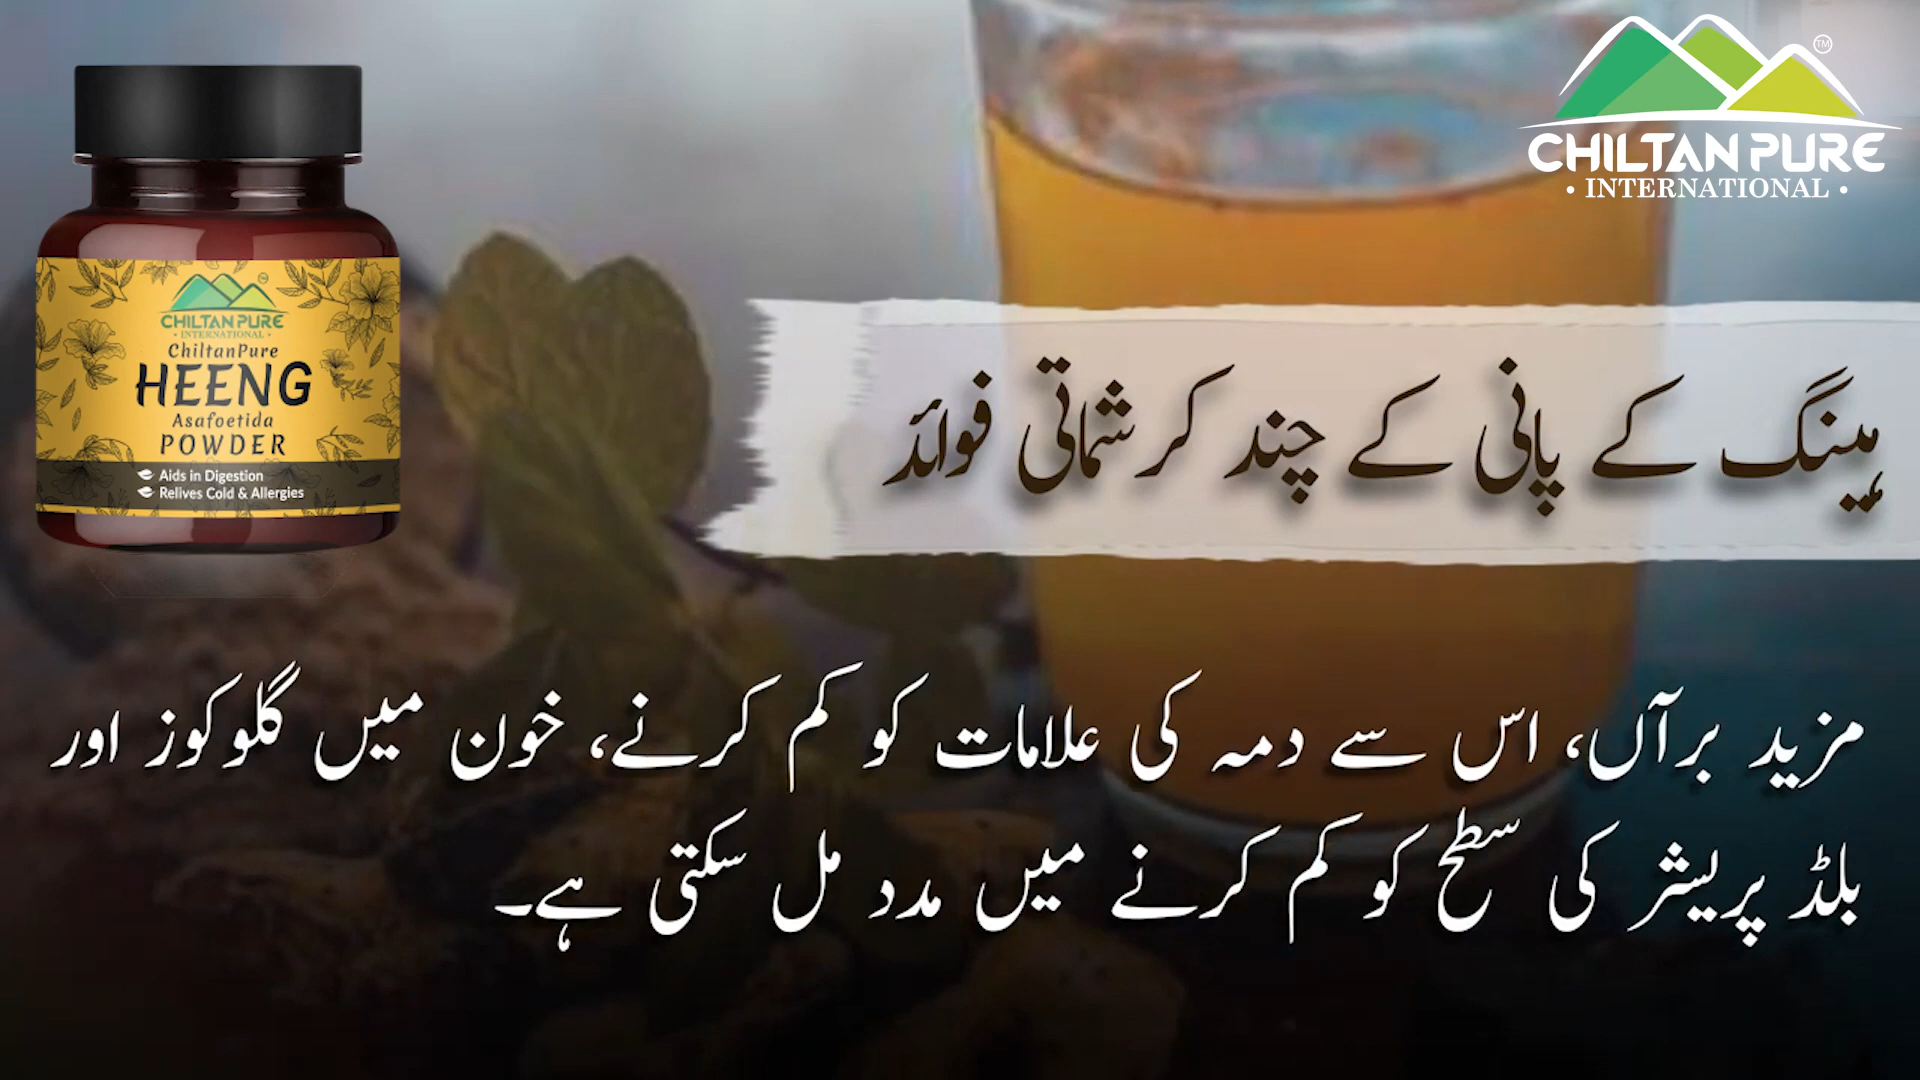 CHILTAN PURE
• INTERNATIONAL •
TM
CHILTAN PURE
• INTERNATIONAL •
ChiltanPure
HEENG
Asafoetida
POWDER
Aids in Digestion
Relives Cold & Allergies
ہینگ کے پانی کے چند کرشماتی فوائد
مزید برآں، اس سے دمہ کی علامات کو کم کرنے، خون میں گلوکوز اور
بلڈ پریشر کی سطح کو کم کرنے میں مدد مل سکتی ہے۔